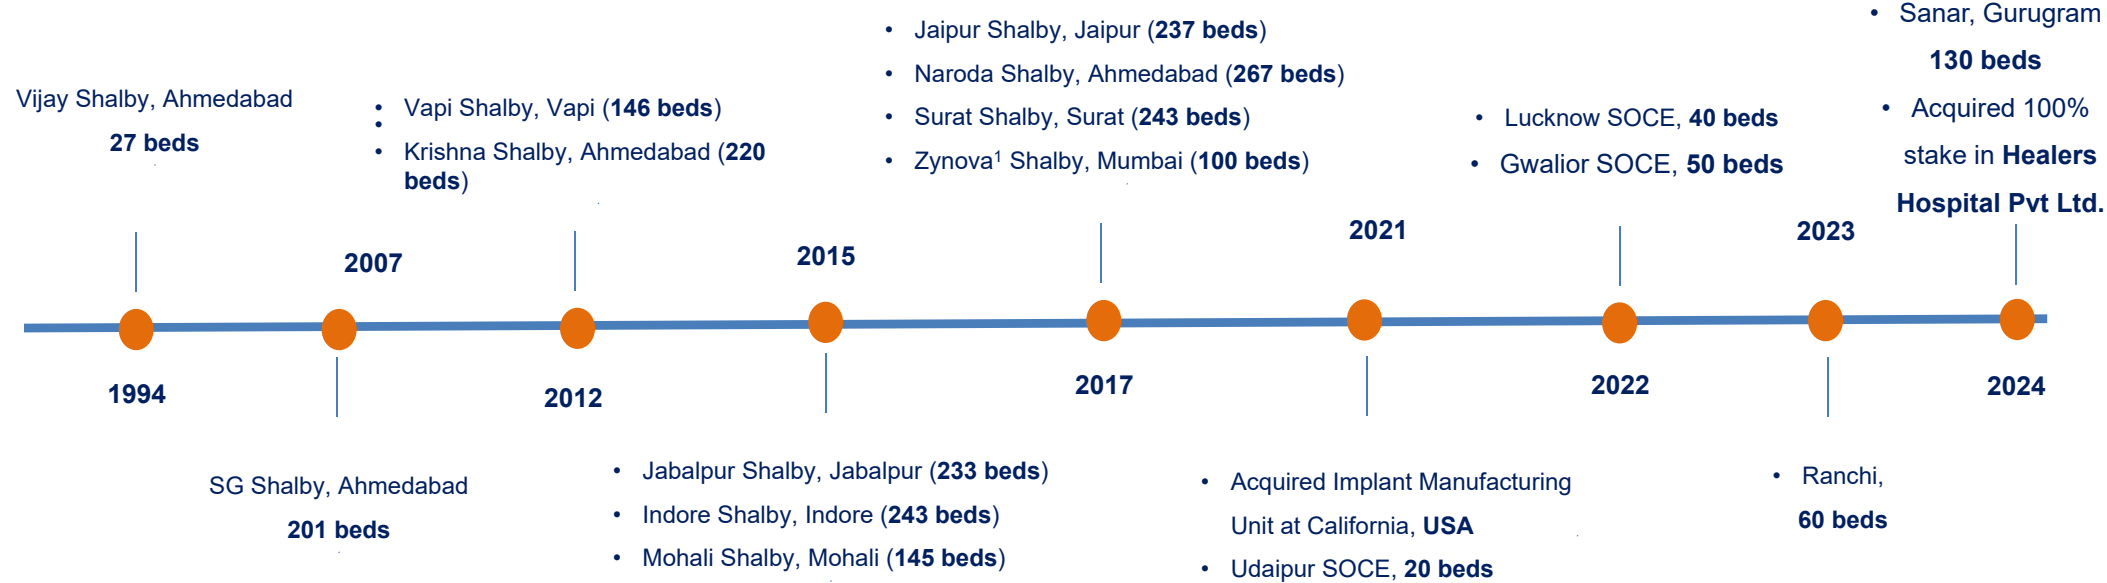 Vijay Shalby, Ahmedabad
27 beds
1994
2007
SG Shalby, Ahmedabad
201 beds
• Vapi Shalby, Vapi (146 beds)
•
• Krishna Shalby, Ahmedabad (220
beds)
2012
2015
• Jabalpur Shalby, Jabalpur (233 beds)
• Indore Shalby, Indore (243 beds)
• Mohali Shalby, Mohali (145 beds)
• Jaipur Shalby, Jaipur (237 beds)
• Naroda Shalby, Ahmedabad (267 beds)
• Surat Shalby, Surat (243 beds)
• Zynova¹ Shalby, Mumbai (100 beds)
2017
2021
• Acquired Implant Manufacturing
Unit at California, USA
• Udaipur SOCE, 20 beds
• Lucknow SOCE, 40 beds
• Gwalior SOCE, 50 beds
2022
2023
• Ranchi,
60 beds
• Sanar, Gurugram
130 beds
• Acquired 100%
stake in Healers
Hospital Pvt Ltd.
2024